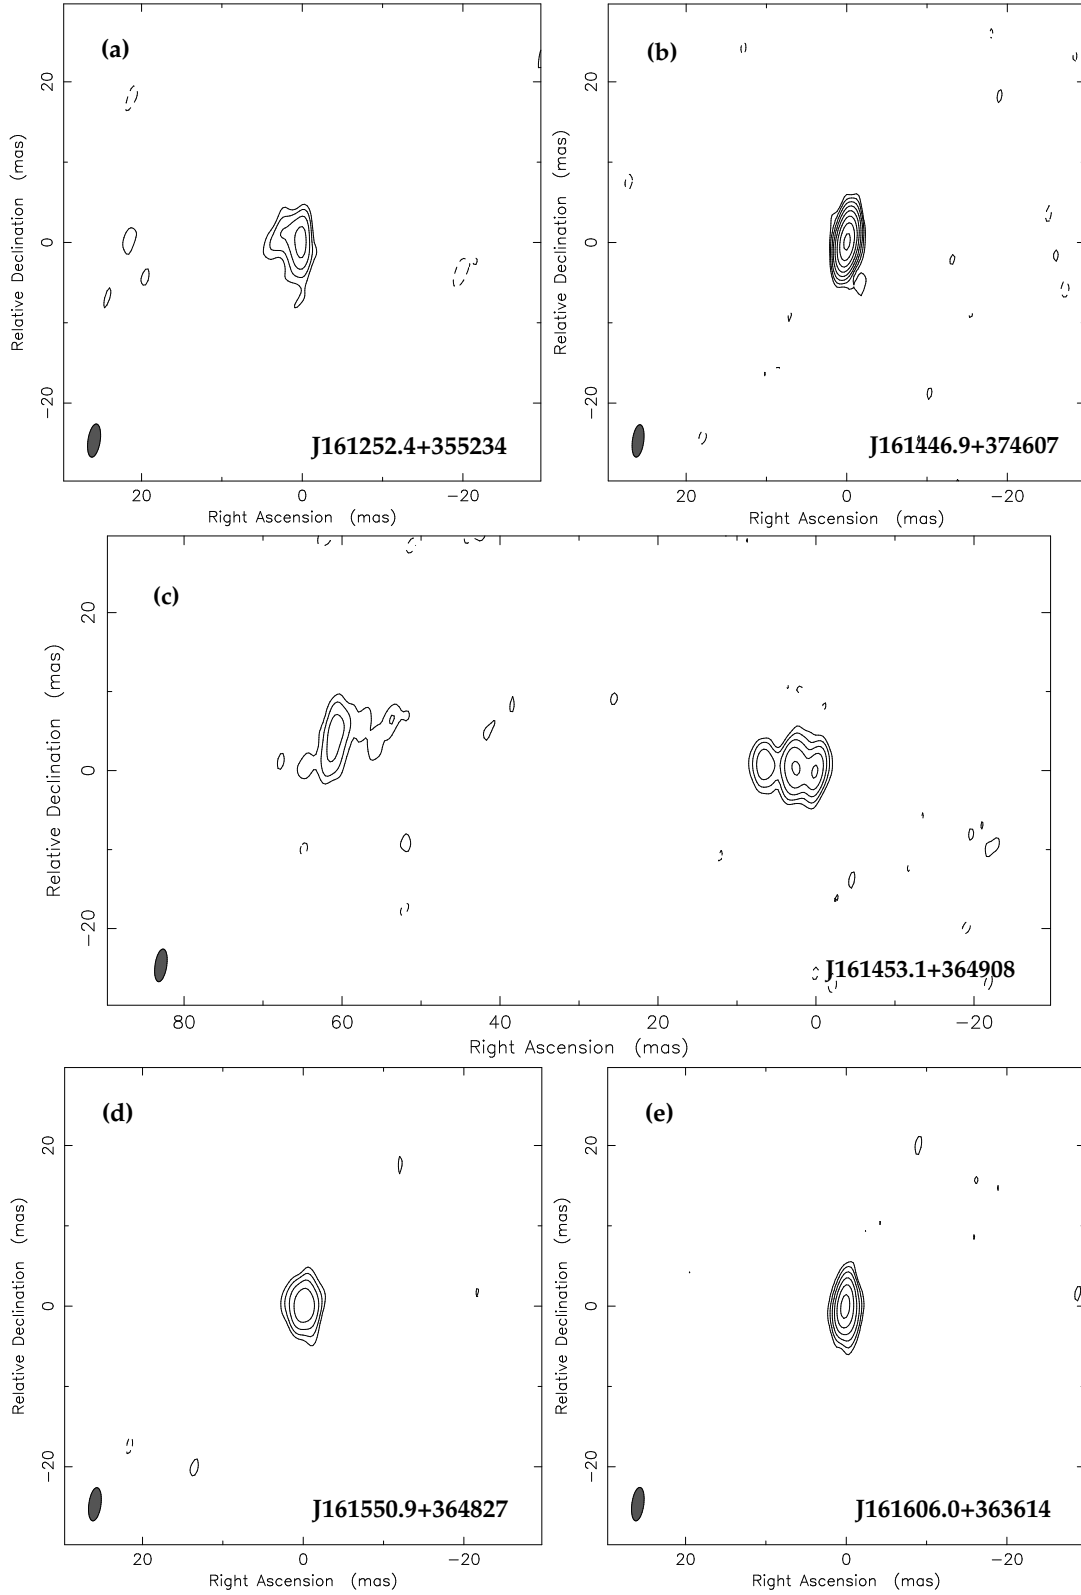 (a)
20
0
−20
Relative Declination (mas)
J161252.4+355234
20 0 −20
Right Ascension (mas)
(b)
20
0
−20
Relative Declination (mas)
J161446.9+374607
20 0 −20
Right Ascension (mas)
(c)
20
0
−20
Relative Declination (mas)
J161453.1+364908
80 60 40 20 0 −20
Right Ascension (mas)
(d)
20
0
−20
Relative Declination (mas)
J161550.9+364827
20 0 −20
Right Ascension (mas)
(e)
20
0
−20
Relative Declination (mas)
J161606.0+363614
20 0 −20
Right Ascension (mas)